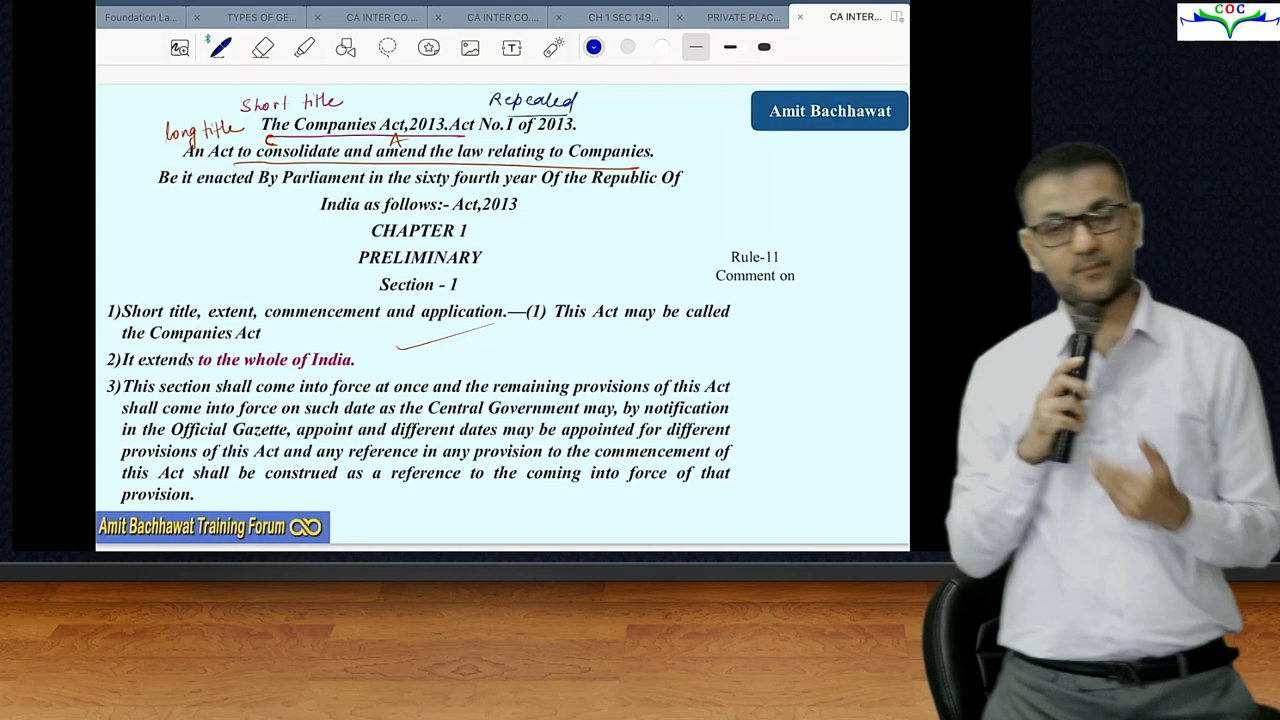 Foundation La...
TYPES OF GE...
CA INTER CO....
CA INTER CO....
CH 1 SEC 149...
PRIVATE PLAC...
CA INTER...
COC
Short title
Repealed
Amit Bachhawat
long title
The Companies Act,2013.Act No.1 of 2013.
C A
An Act to consolidate and amend the law relating to Companies.
Be it enacted By Parliament in the sixty fourth year Of the Republic Of
India as follows:- Act,2013
CHAPTER 1
PRELIMINARY
Section - 1
Rule-11
Comment on
1)Short title, extent, commencement and application.—(1) This Act may be called
the Companies Act
2)It extends to the whole of India.
3)This section shall come into force at once and the remaining provisions of this Act
shall come into force on such date as the Central Government may, by notification
in the Official Gazette, appoint and different dates may be appointed for different
provisions of this Act and any reference in any provision to the commencement of
this Act shall be construed as a reference to the coming into force of that
provision.
Amit Bachhawat Training Forum